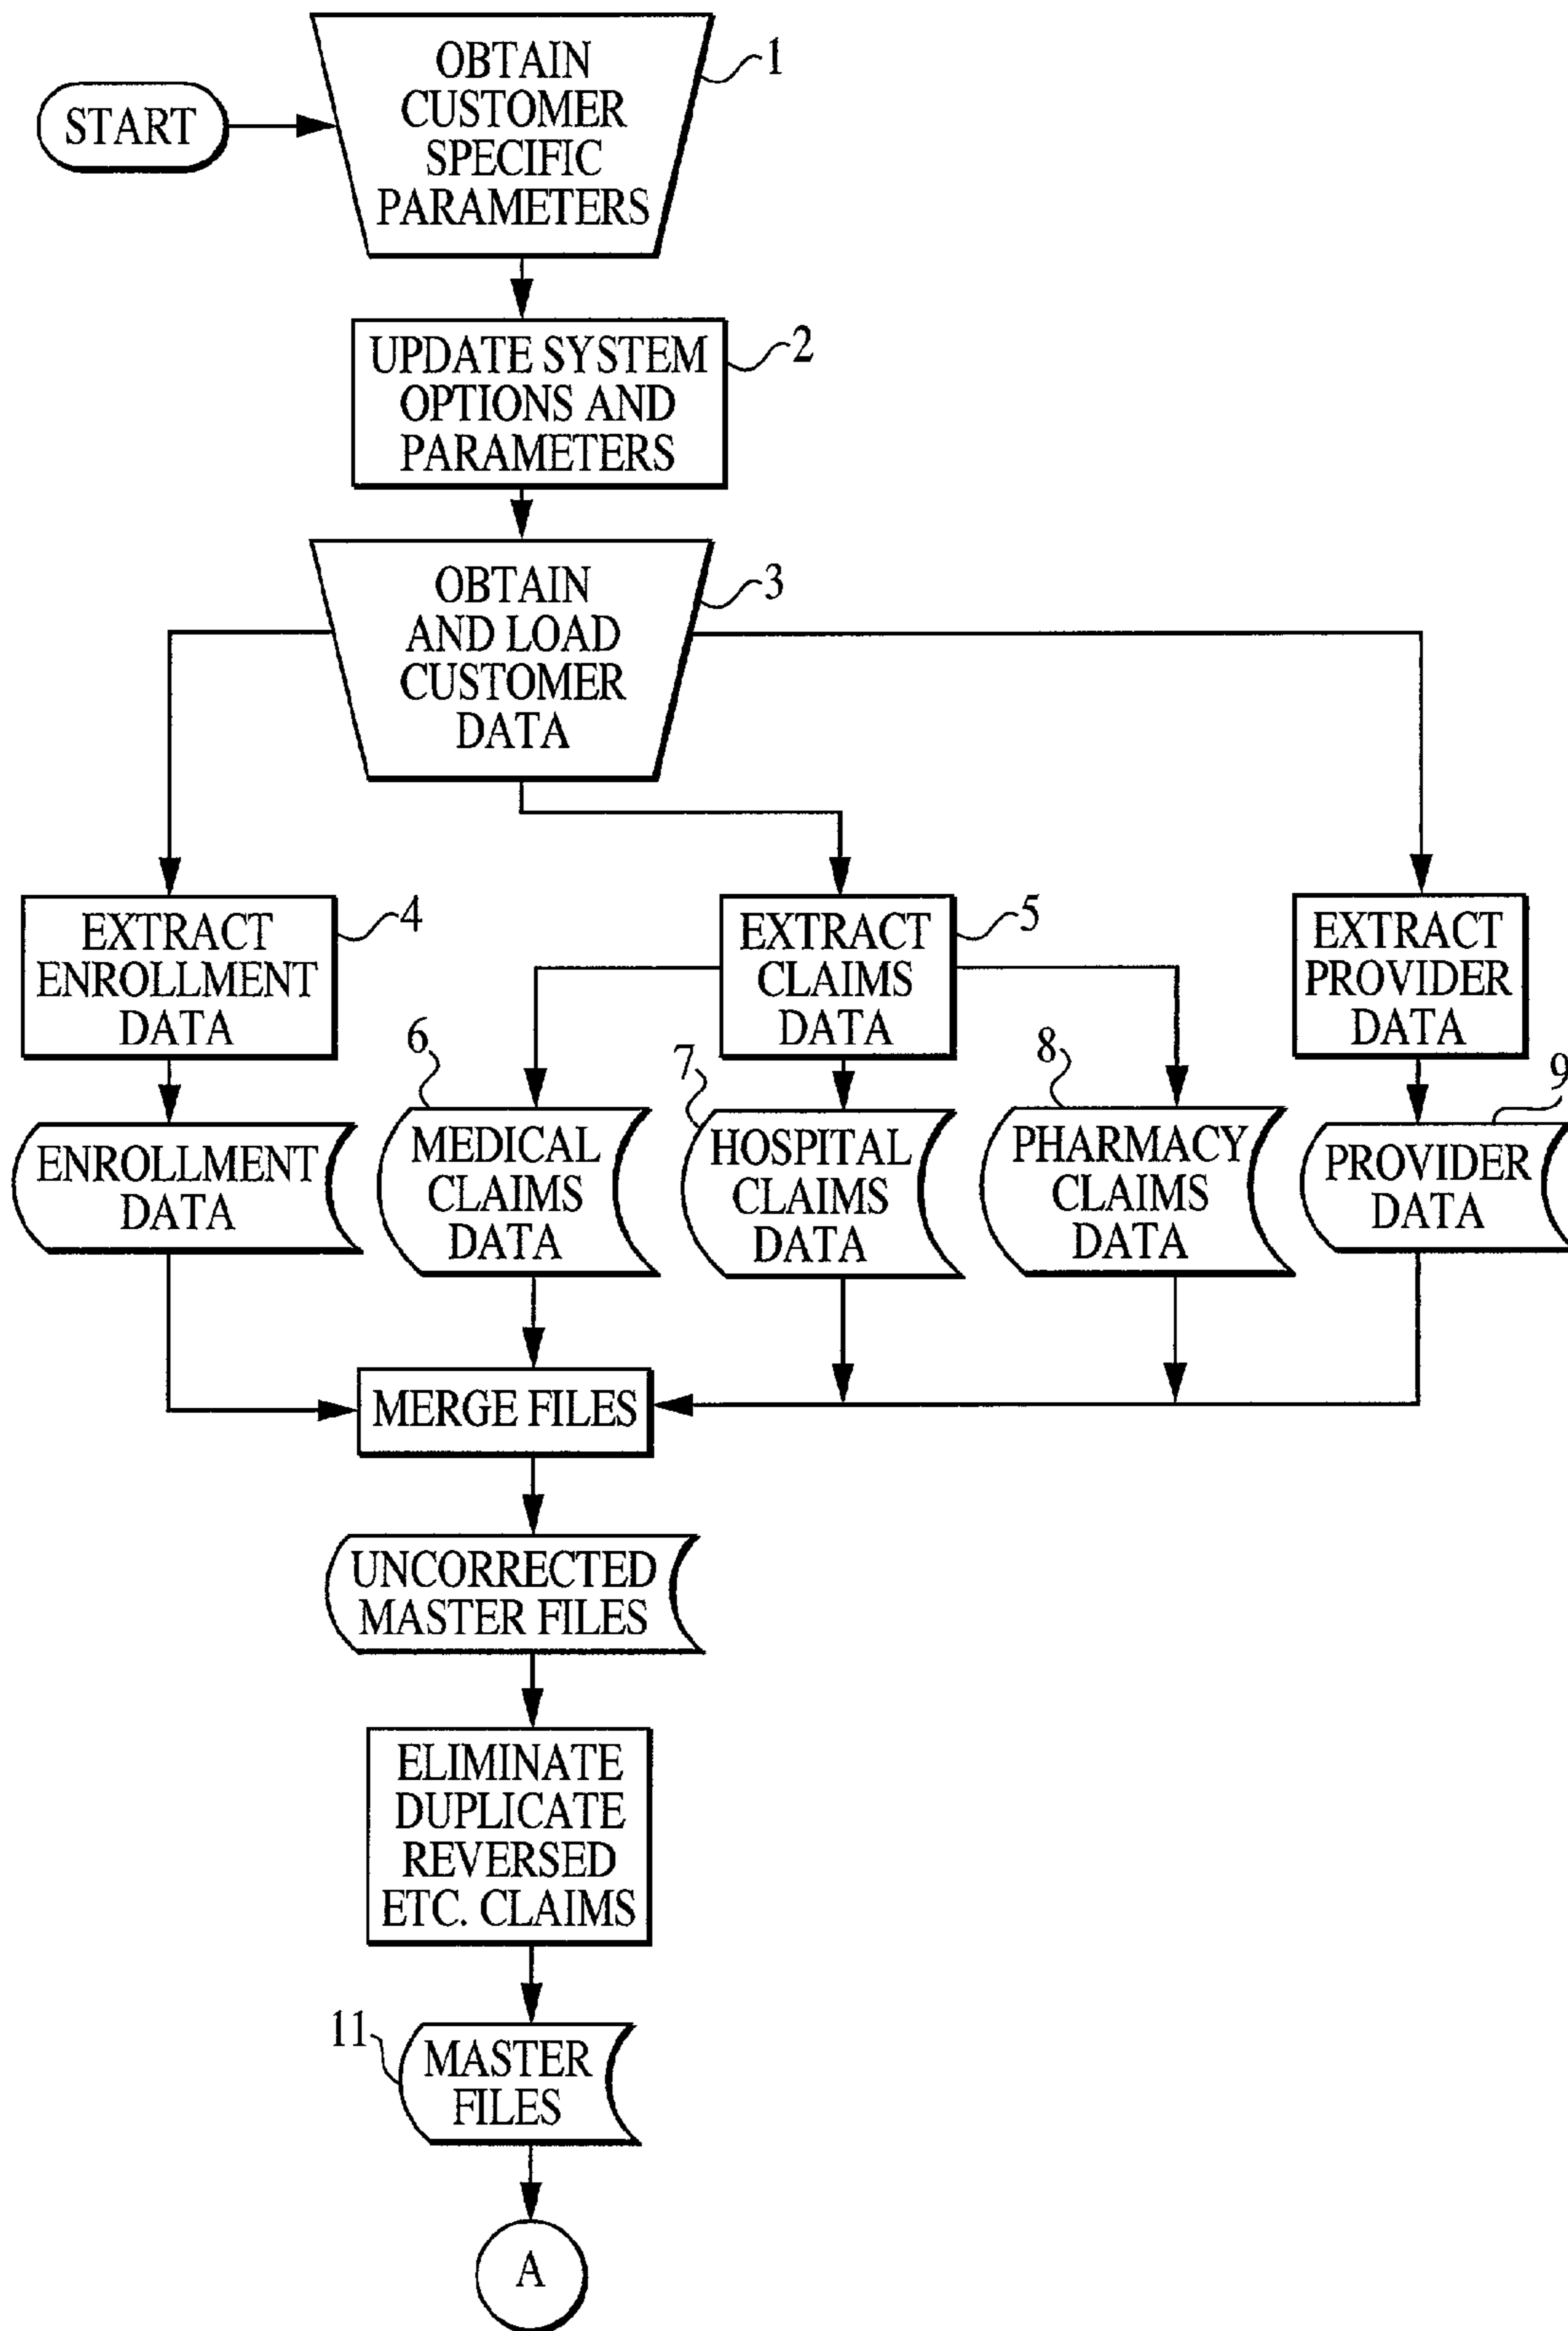 START
OBTAIN
CUSTOMER
SPECIFIC
PARAMETERS
1
UPDATE SYSTEM
OPTIONS AND
PARAMETERS
2
OBTAIN
AND LOAD
CUSTOMER
DATA
3
EXTRACT
ENROLLMENT
DATA
4
EXTRACT
CLAIMS
DATA
5
EXTRACT
PROVIDER
DATA
ENROLLMENT
DATA
6
MEDICAL
CLAIMS
DATA
7
HOSPITAL
CLAIMS
DATA
8
PHARMACY
CLAIMS
DATA
9
PROVIDER
DATA
MERGE FILES
UNCORRECTED
MASTER FILES
ELIMINATE
DUPLICATE
REVERSED
ETC. CLAIMS
11
MASTER
FILES
A